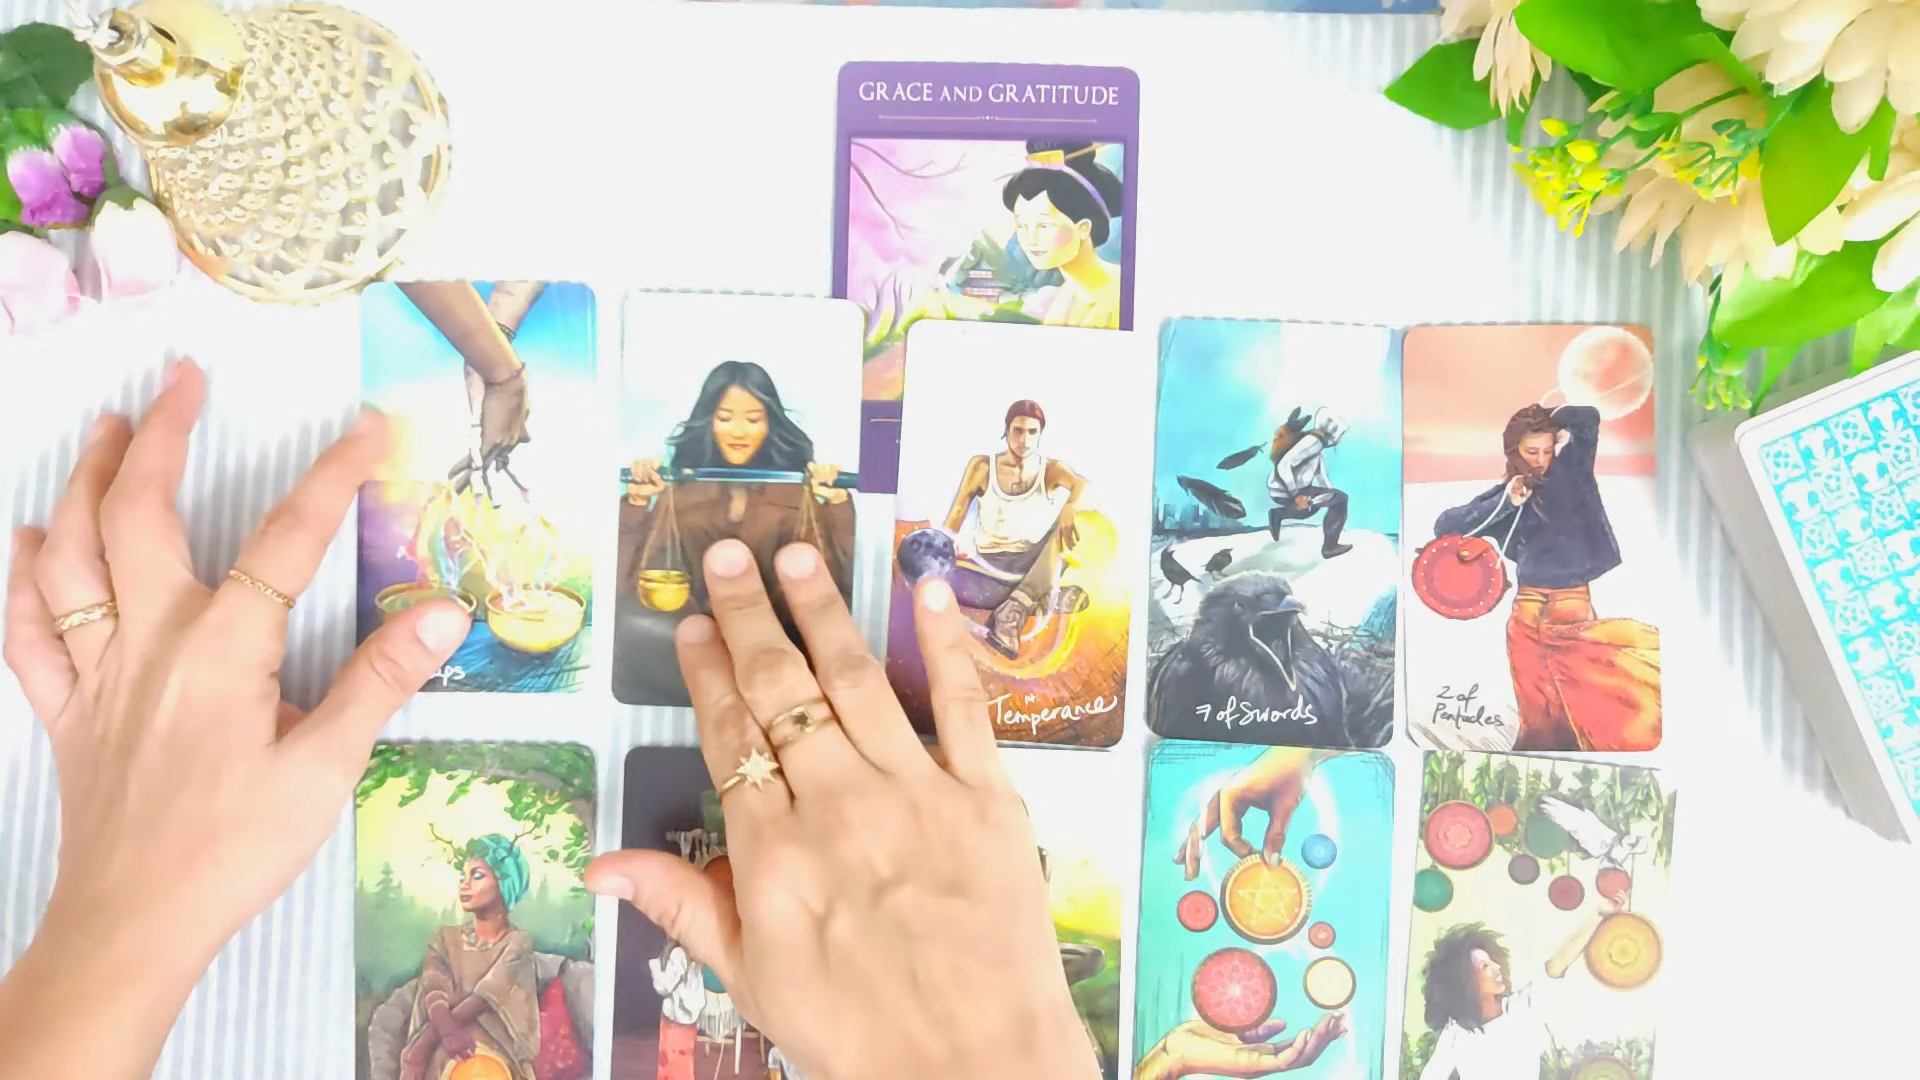 GRACE AND GRATITUDE
Temperance
7 of Swords
2 of
Pentacles